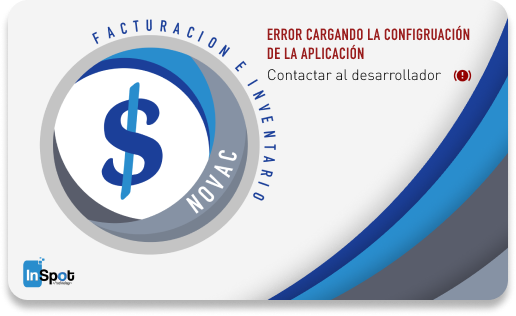 FACTURACION E INVENTARIO
NOVAC
ERROR CARGANDO LA CONFIGRUACIÓN
DE LA APLICACIÓN
Contactar al desarrollador
InSpot